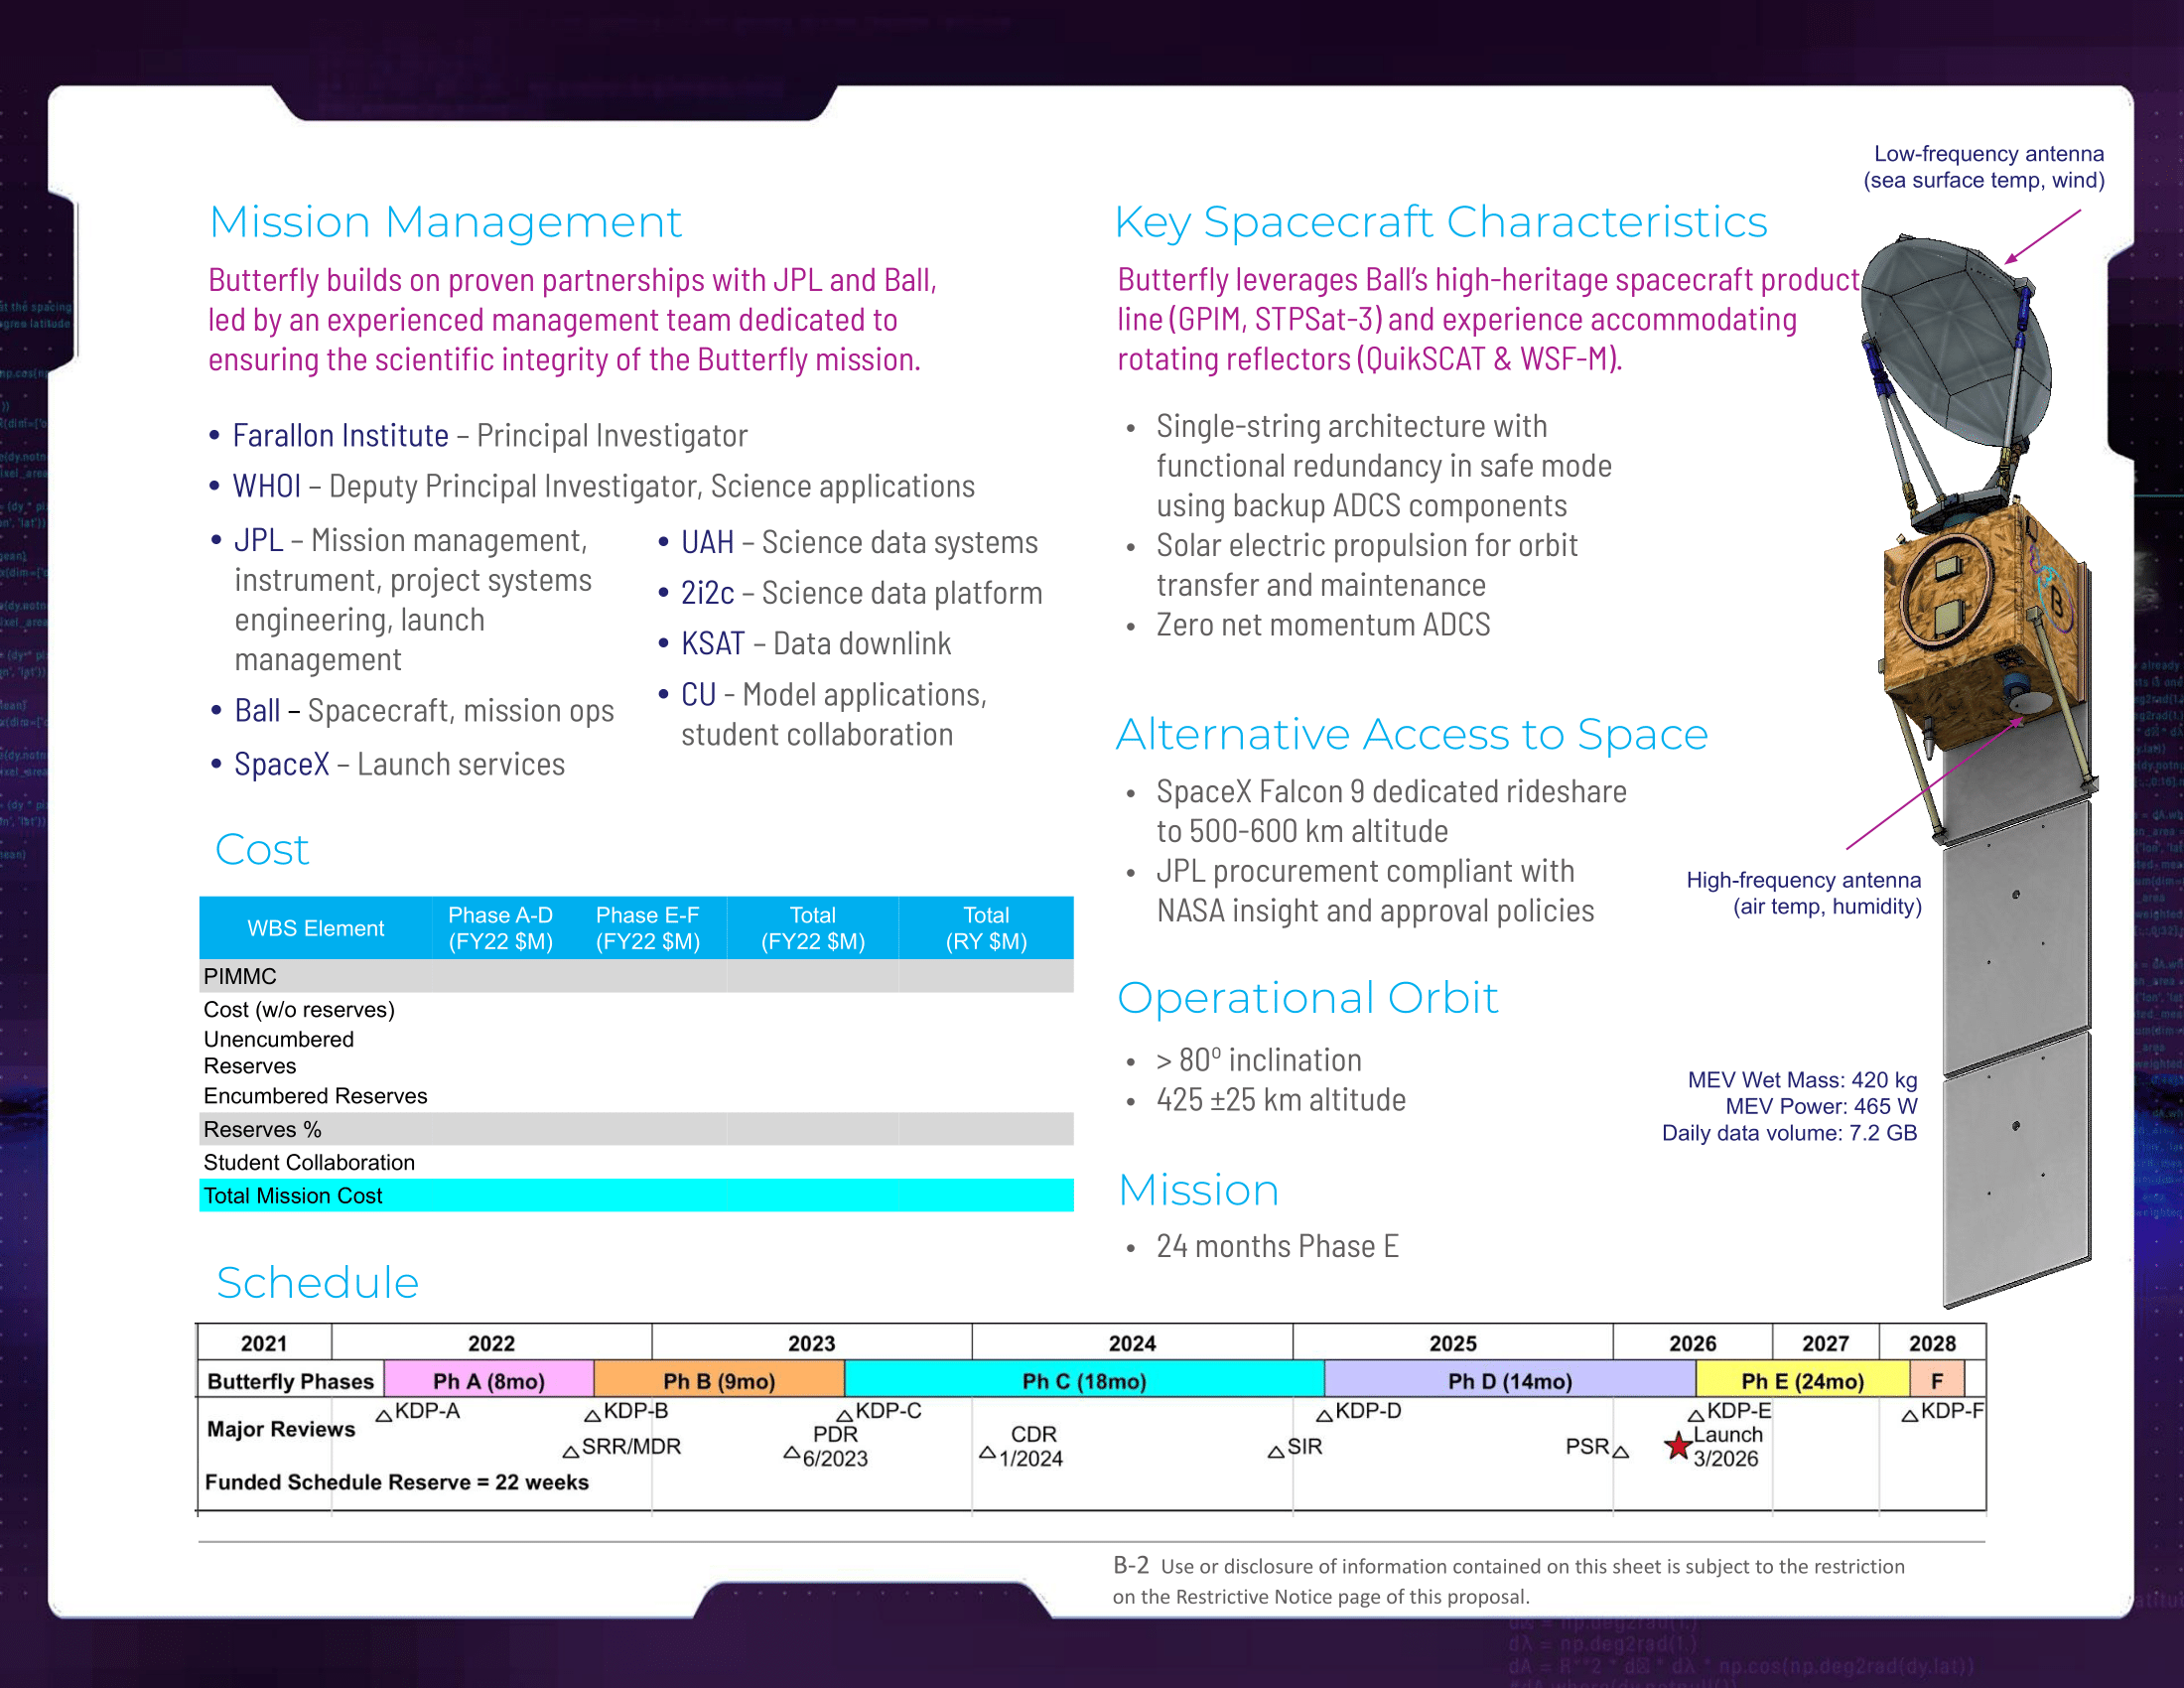 Mission Management
Butterfly builds on proven partnerships with JPL and Ball,
led by an experienced management team dedicated to
ensuring the scientific integrity of the Butterfly mission.
• Farallon Institute – Principal Investigator
• WHOI – Deputy Principal Investigator, Science applications
• JPL – Mission management,
instrument, project systems
engineering, launch
management
• Ball – Spacecraft, mission ops
• SpaceX – Launch services
• UAH – Science data systems
• 2i2c – Science data platform
• KSAT – Data downlink
• CU - Model applications,
student collaboration
Cost
WBS Element
Phase A-D
(FY22 $M)
Phase E-F
(FY22 $M)
Total
(FY22 $M)
Total
(RY $M)
PIMMC
Cost (w/o reserves)
Unencumbered
Reserves
Encumbered Reserves
Reserves %
Student Collaboration
Total Mission Cost
Key Spacecraft Characteristics
Butterfly leverages Ball’s high-heritage spacecraft product
line (GPIM, STPSat-3) and experience accommodating
rotating reflectors (QuikSCAT & WSF-M).
• Single-string architecture with
functional redundancy in safe mode
using backup ADCS components
• Solar electric propulsion for orbit
transfer and maintenance
• Zero net momentum ADCS
Low-frequency antenna
(sea surface temp, wind)
B
Alternative Access to Space
• SpaceX Falcon 9 dedicated rideshare
to 500-600 km altitude
• JPL procurement compliant with
NASA insight and approval policies
High-frequency antenna
(air temp, humidity)
Operational Orbit
• > 80º inclination
• 425 ±25 km altitude
MEV Wet Mass: 420 kg
MEV Power: 465 W
Daily data volume: 7.2 GB
Mission
• 24 months Phase E
Schedule
2021 2022 2023 2024 2025 2026 2027 2028
Butterfly Phases Ph A (8mo) Ph B (9mo) Ph C (18mo) Ph D (14mo) Ph E (24mo) F
KDP-A KDP-B KDP-C KDP-D KDP-E KDP-F
Major Reviews
SRR/MDR
PDR
6/2023
CDR
1/2024
SIR
PSR
Launch
3/2026
Funded Schedule Reserve = 22 weeks
B-2 Use or disclosure of information contained on this sheet is subject to the restriction
on the Restrictive Notice page of this proposal.
dλ = np.deg2rad(1.)